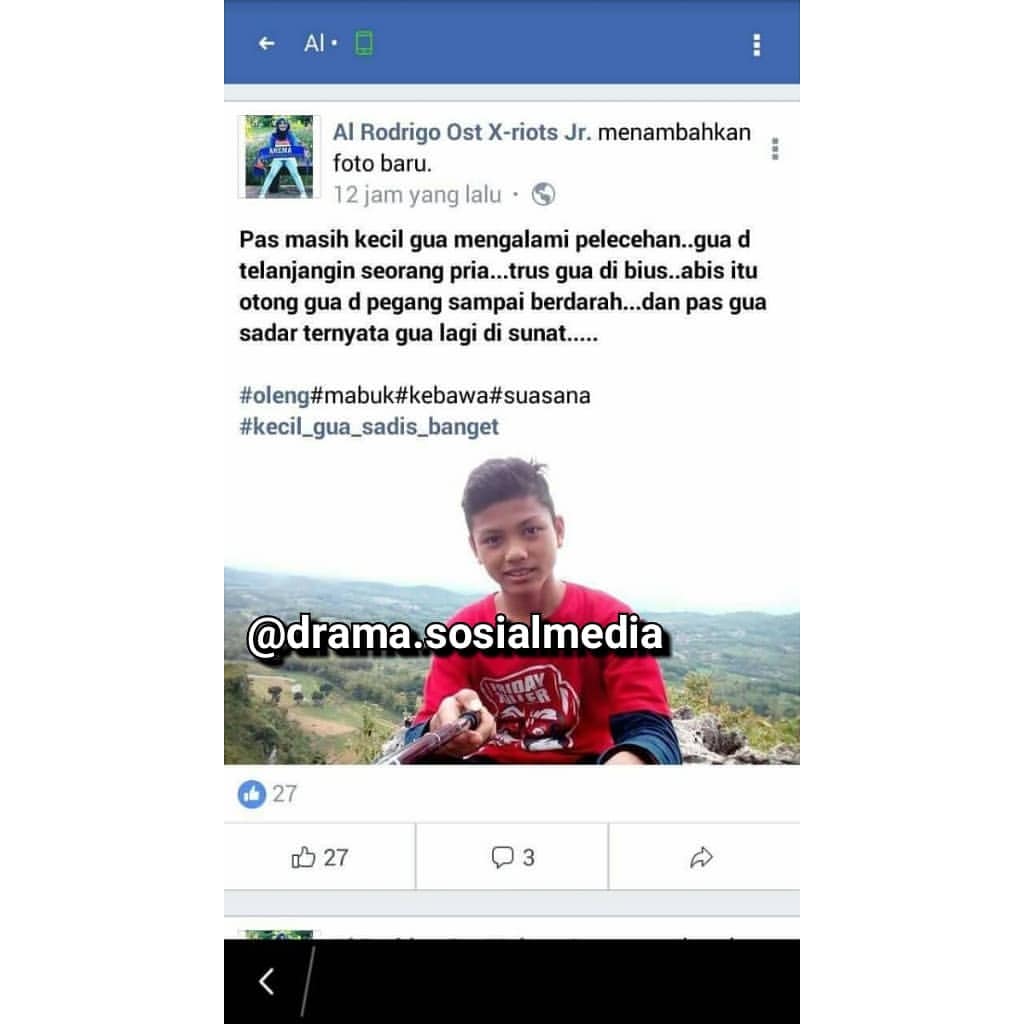 Al •
AREMA
Al Rodrigo Ost X-riots Jr. menambahkan
foto baru.
12 jam yang lalu ·
Pas masih kecil gua mengalami pelecehan..gua d
telanjangin seorang pria...trus gua di bius..abis itu
otong gua d pegang sampai berdarah...dan pas gua
sadar ternyata gua lagi di sunat.....
#oleng#mabuk#kebawa#suasana
#kecil_gua_sadis_banget
@drama.sosialmedia
27
27
3